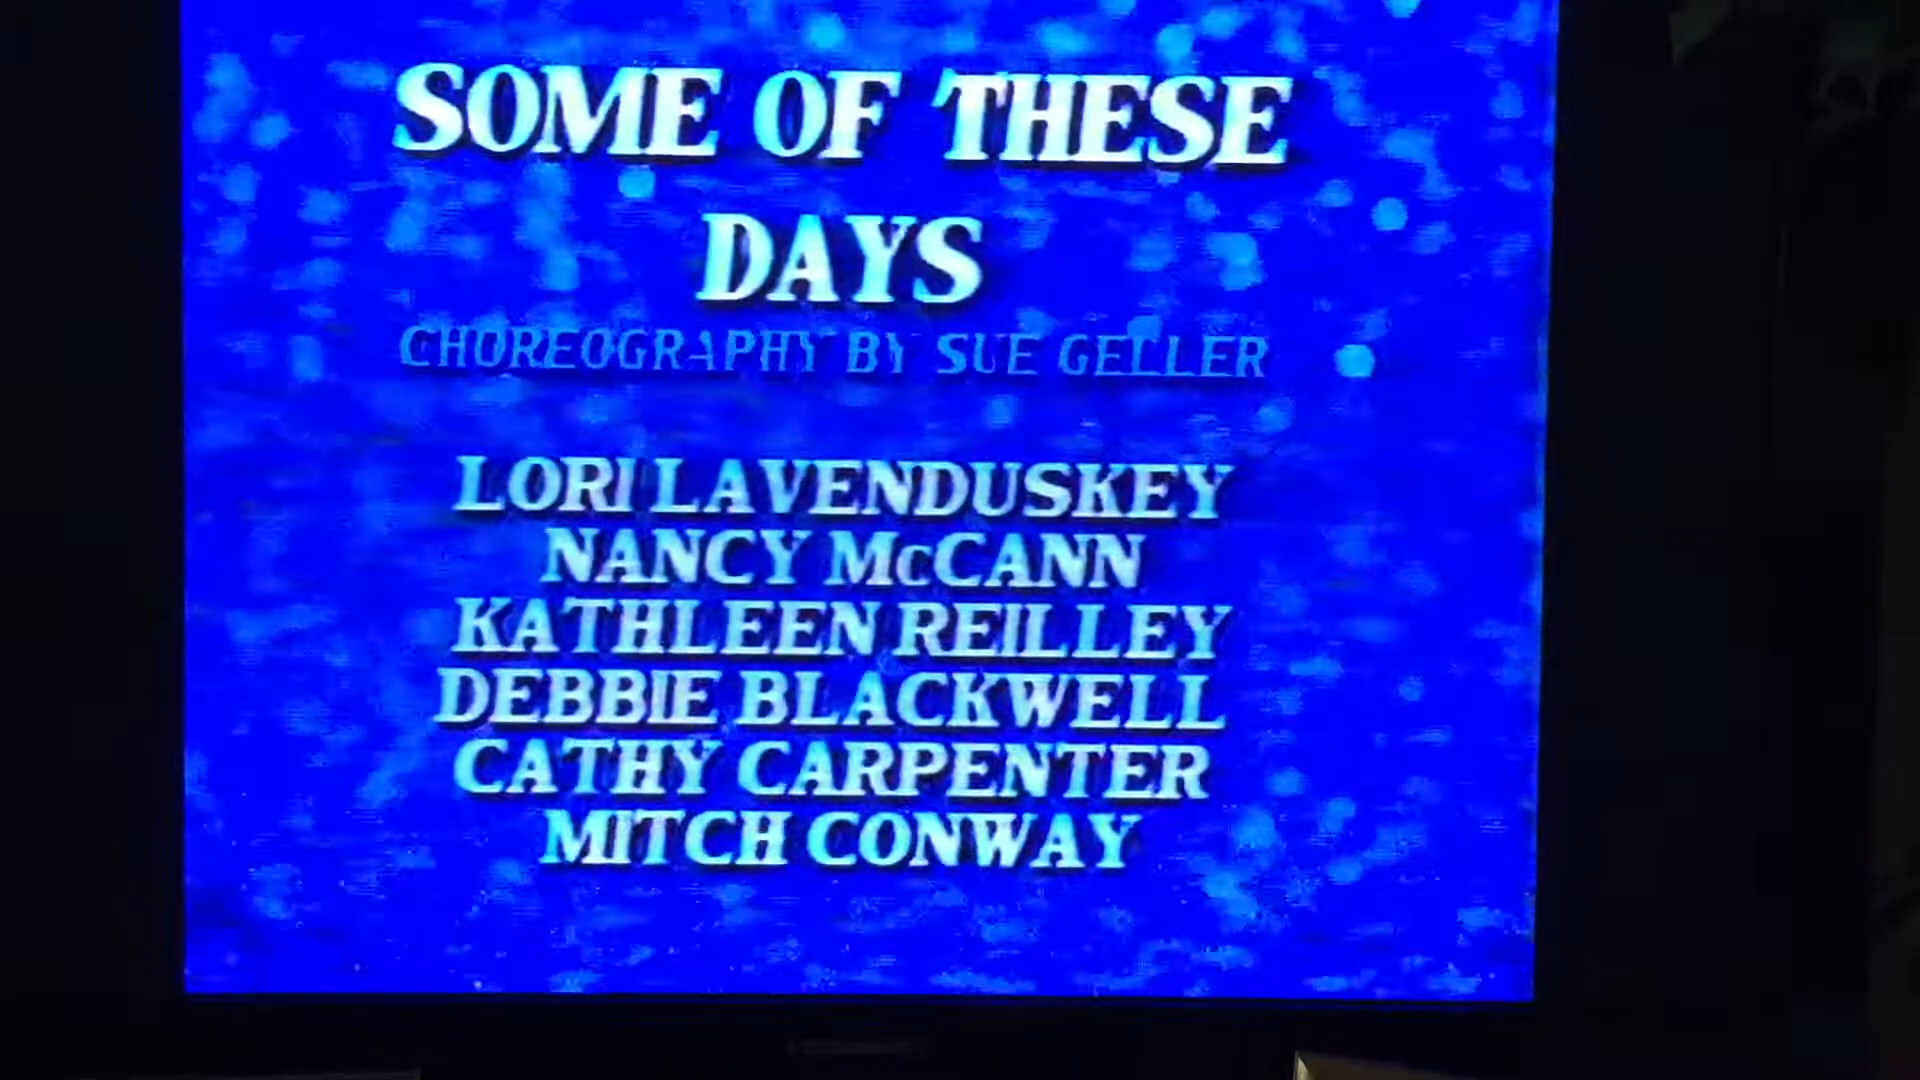 SOME OF THESE
DAYS
CHOREOGRAPHY BY SUE GELLER
LORI LAVENDUSKEY
NANCY McCANN
KATHLEEN REILLEY
DEBBIE BLACKWELL
CATHY CARPENTER
MITCH CONWAY